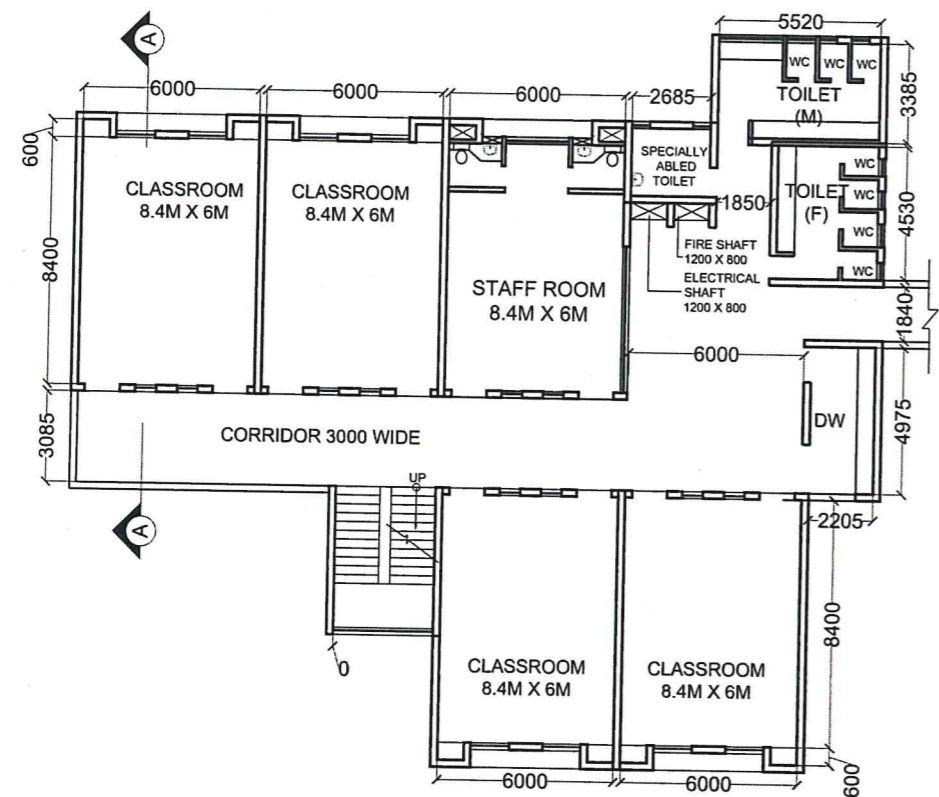 5520
A
WC
WC
WC
6000
6000
6000
2685
TOILET
(M)
3385
600
SPECIALLY
ABLED
TOILET
WC
CLASSROOM
8.4M X 6M
CLASSROOM
8.4M X 6M
TOILET
(F)
WC
1850
4530
WC
8400
FIRE SHAFT
1200 X 800
WC
STAFF ROOM
8.4M X 6M
ELECTRICAL
SHAFT
1200 X 800
1840
6000
DW
4975
3085
CORRIDOR 3000 WIDE
UP
A
2205
8400
0
CLASSROOM
8.4M X 6M
CLASSROOM
8.4M X 6M
6000
6000
600